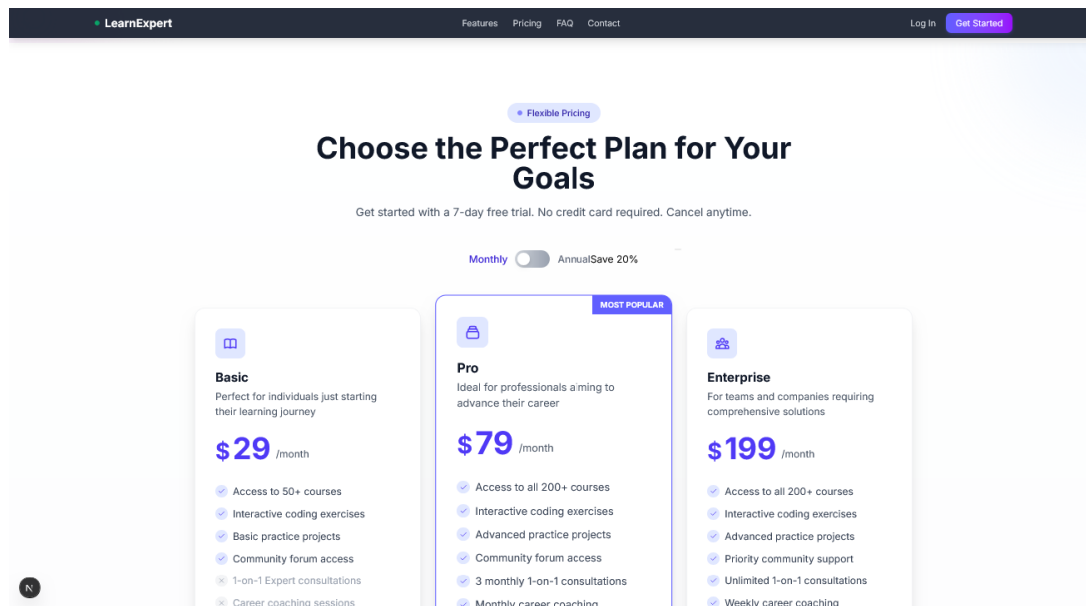 LearnExpert
Features Pricing FAQ Contact
Log In Get Started
Flexible Pricing
Choose the Perfect Plan for Your
Goals
Get started with a 7-day free trial. No credit card required. Cancel anytime.
Monthly AnnualSave 20%
Basic
Perfect for individuals just starting
their learning journey
$29 /month
Access to 50+ courses
Interactive coding exercises
Basic practice projects
Community forum access
1-on-1 Expert consultations
Career coaching sessions
MOST POPULAR
Pro
Ideal for professionals aiming to
advance their career
$79 /month
Access to all 200+ courses
Interactive coding exercises
Advanced practice projects
Community forum access
3 monthly 1-on-1 consultations
Monthly career coaching
Enterprise
For teams and companies requiring
comprehensive solutions
$199 /month
Access to all 200+ courses
Interactive coding exercises
Advanced practice projects
Priority community support
Unlimited 1-on-1 consultations
Weekly career coaching
N